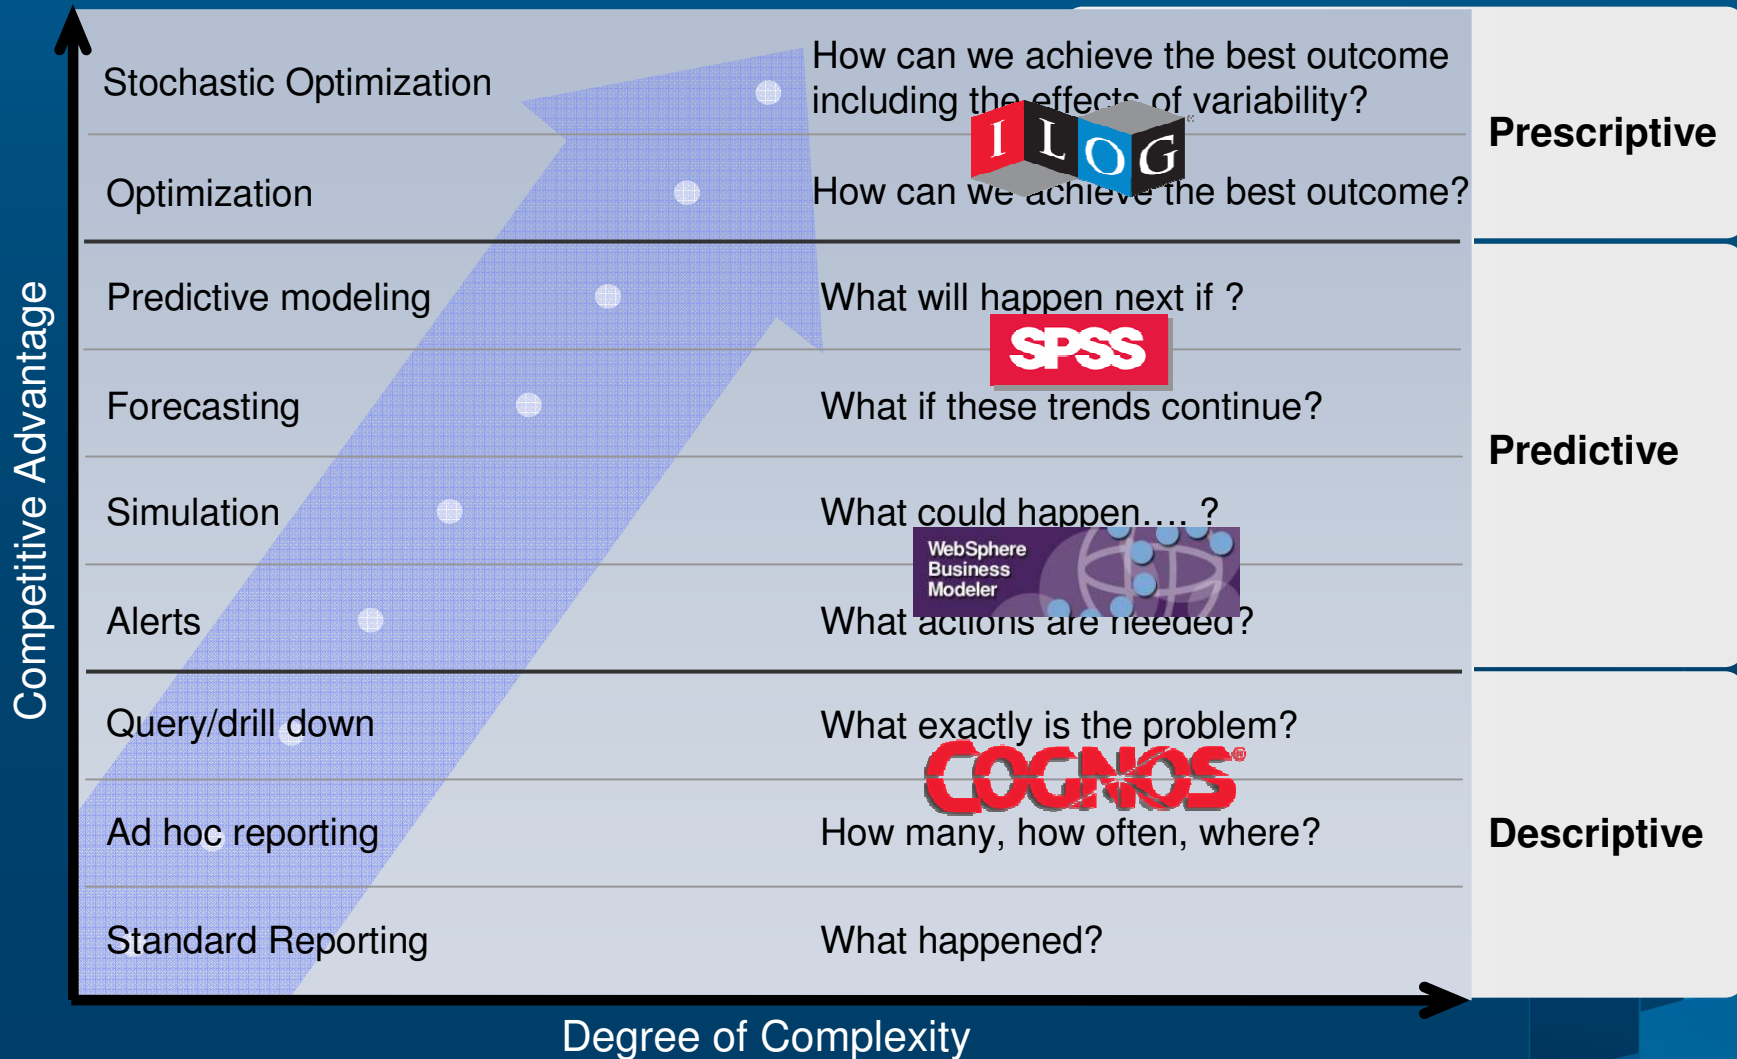 Competitive Advantage
Stochastic Optimization
How can we achieve the best outcome
including the effects of variability?
ILOG
Prescriptive
Optimization
How can we achieve the best outcome?
Predictive modeling
What will happen next if ?
SPSS
Forecasting
What if these trends continue?
Predictive
Simulation
What could happen.... ?
WebSphere
Business
Modeler
Alerts
What actions are needed?
Query/drill down
What exactly is the problem?
COGNOS®
Ad hoc reporting
How many, how often, where?
Descriptive
Standard Reporting
What happened?
Degree of Complexity